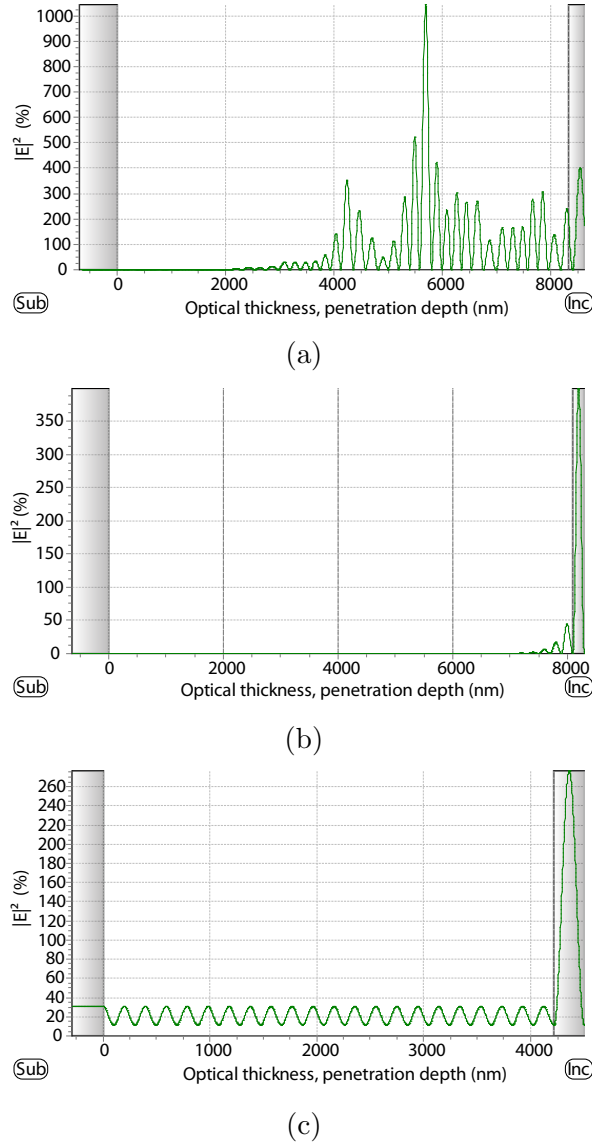 1000
900
800
700
600
500
400
300
200
100
0
|E|² (%)
0 2000 4000 6000 8000
Sub Optical thickness, penetration depth (nm) Inc
(a)
350
300
250
200
150
100
50
0
|E|² (%)
0 2000 4000 6000 8000
Sub Optical thickness, penetration depth (nm) Inc
(b)
260
240
220
200
180
160
140
120
100
80
60
40
20
0
|E|² (%)
0 1000 2000 3000 4000
Sub Optical thickness, penetration depth (nm) Inc
(c)